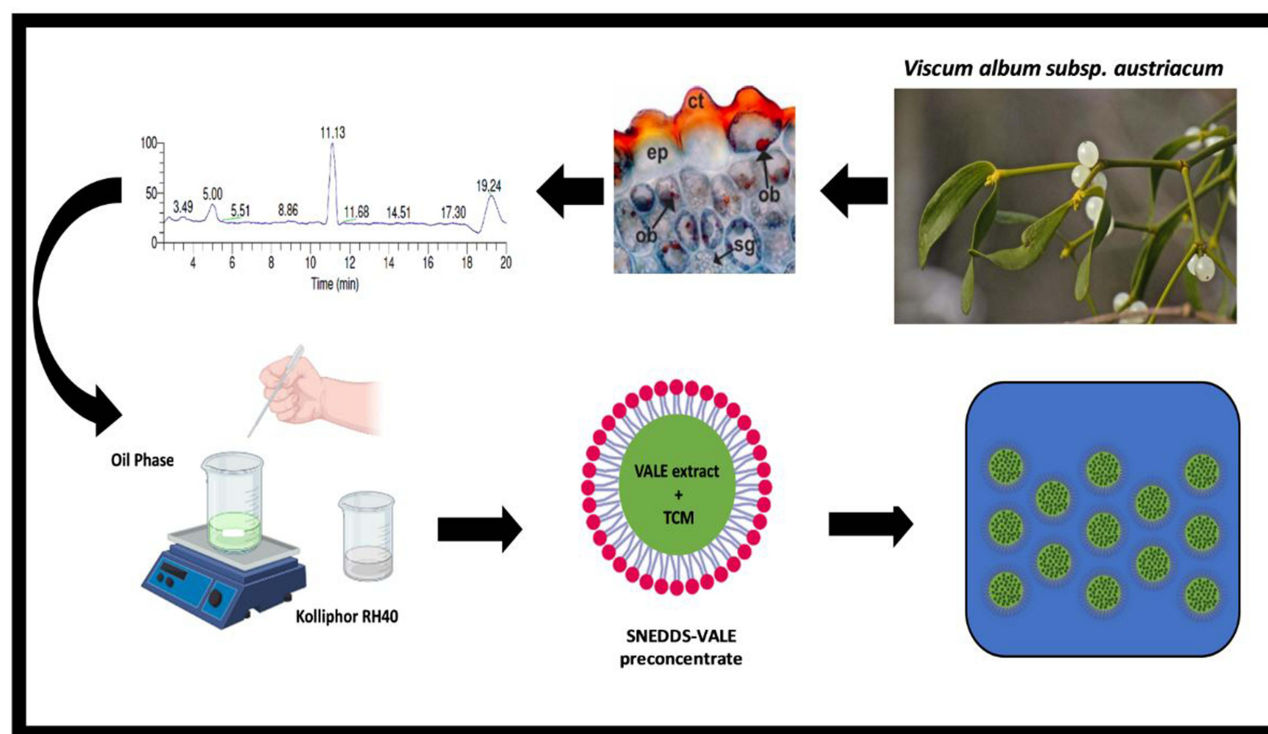 Viscum album subsp. austriacum
ct
ep
ob
ob
sg
100
50
0
3.49
5.00
5.51
8.86
11.13
11.68
14.51
17.30
19.24
4 6 8 10 12 14 16 18 20
Time (min)
Oil Phase
Kolliphor RH40
VALE extract
+
TCM
SNEDDS-VALE
preconcentrate